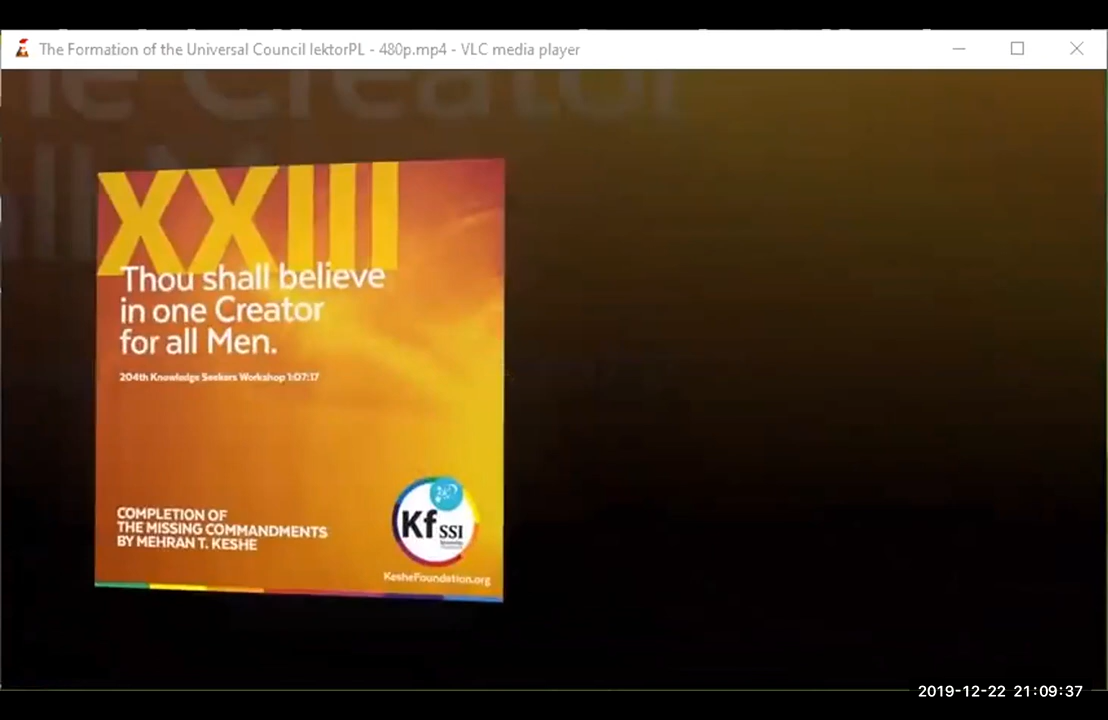 The Formation of the Universal Council lektorPL - 480p.mp4 - VLC media player
e Creator
XXIII
Thou shall believe
in one Creator
for all Men.
204th Knowledge Seekers Workshop 1:07:17
COMPLETION OF
THE MISSING COMMANDMENTS
BY MEHRAN T. KESHE
Kf SSI
KesheFoundation.org
2019-12-22 21:09:37